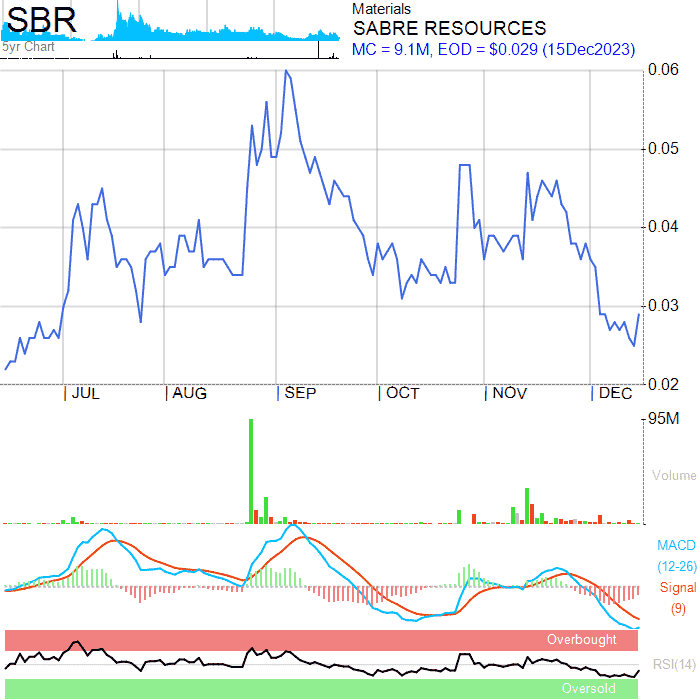 SBR
5yr Chart
Materials
SABRE RESOURCES
MC = 9.1M, EOD = $0.029 (15Dec2023)
0.06
0.05
0.04
0.03
0.02
JUL AUG SEP OCT NOV DEC
95M
Volume
MACD
(12-26)
Signal
(9)
Overbought
RSI(14)
Oversold